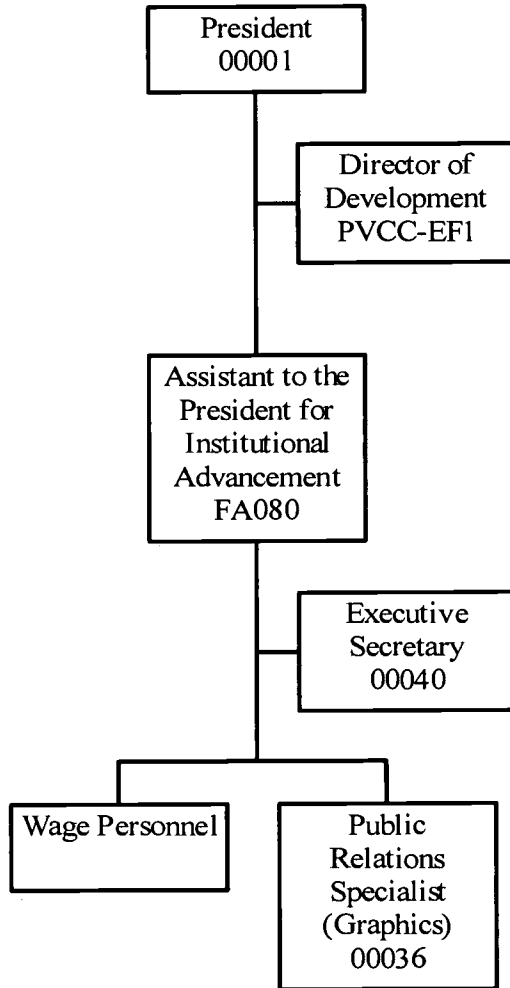 President
00001
Director of
Development
PVCC-EF1
Assistant to the
President for
Institutional
Advancement
FA080
Executive
Secretary
00040
Wage Personnel
Public
Relations
Specialist
(Graphics)
00036